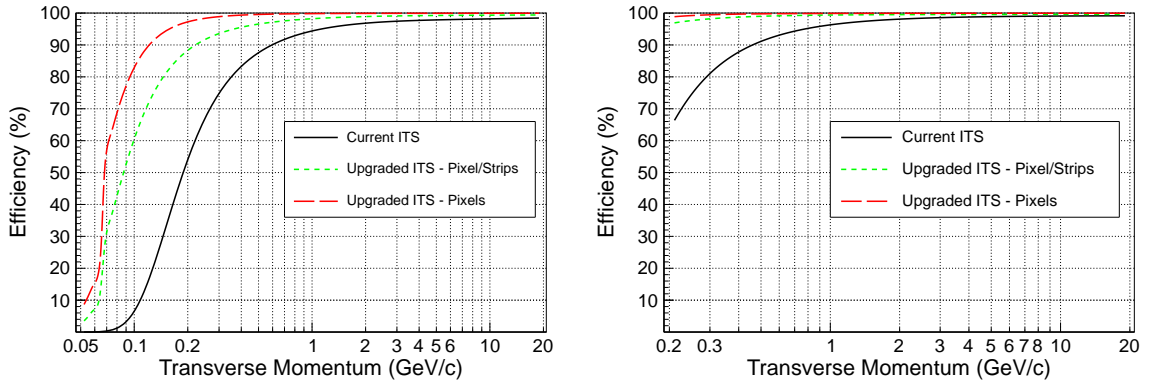 100
90
80
70
60
50
40
30
20
10
Efficiency (%)
Current ITS
Upgraded ITS - Pixel/Strips
Upgraded ITS - Pixels
0.05 0.1 0.2 1 2 3 4 5 6 10 20
Transverse Momentum (GeV/c)
100
90
80
70
60
50
40
30
20
10
Efficiency (%)
Current ITS
Upgraded ITS - Pixel/Strips
Upgraded ITS - Pixels
0.2 0.3 1 2 3 4 5 6 7 8 10 20
Transverse Momentum (GeV/c)